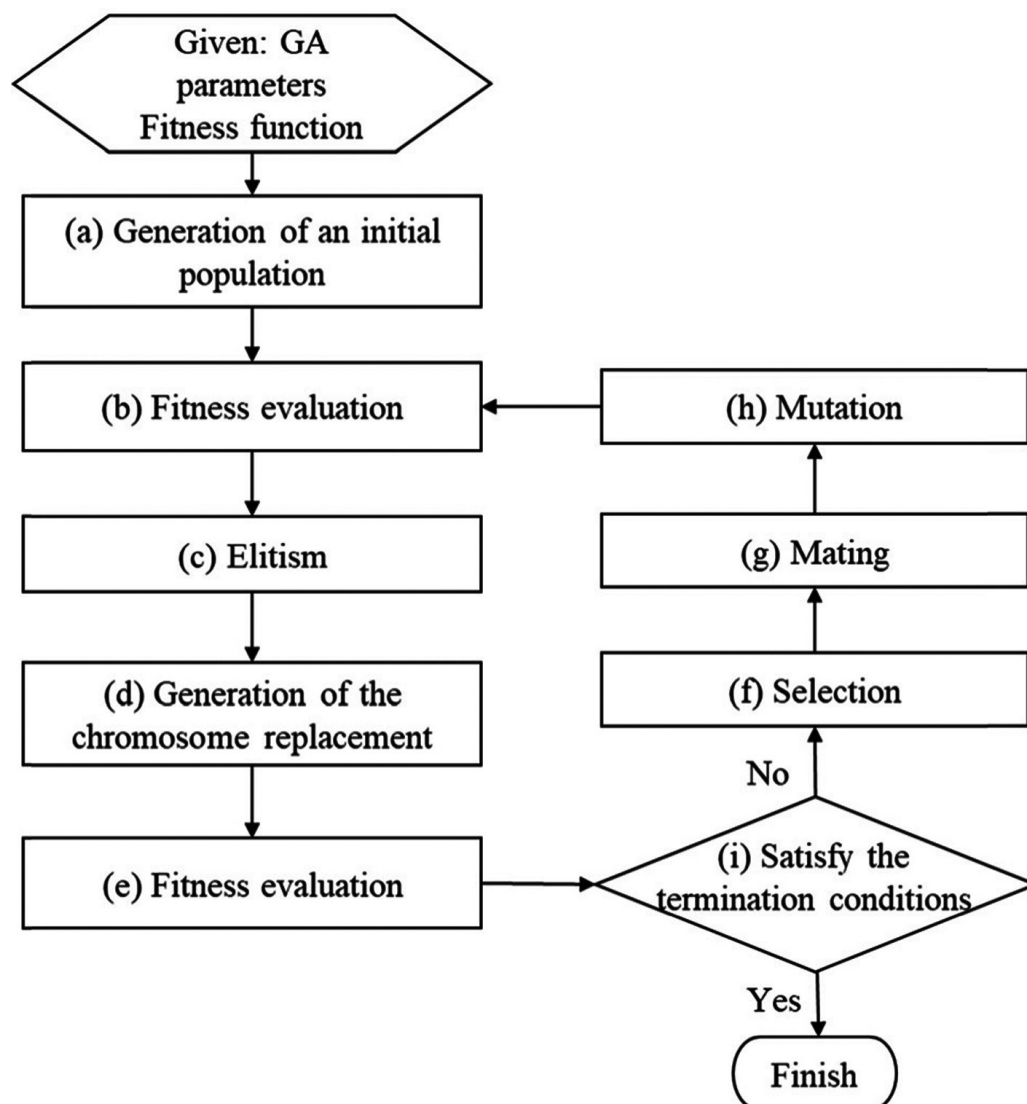 Given: GA
parameters
Fitness function
(a) Generation of an initial
population
(b) Fitness evaluation
(c) Elitism
(d) Generation of the
chromosome replacement
(e) Fitness evaluation
(h) Mutation
(g) Mating
(f) Selection
No
(i) Satisfy the
termination conditions
Yes
Finish